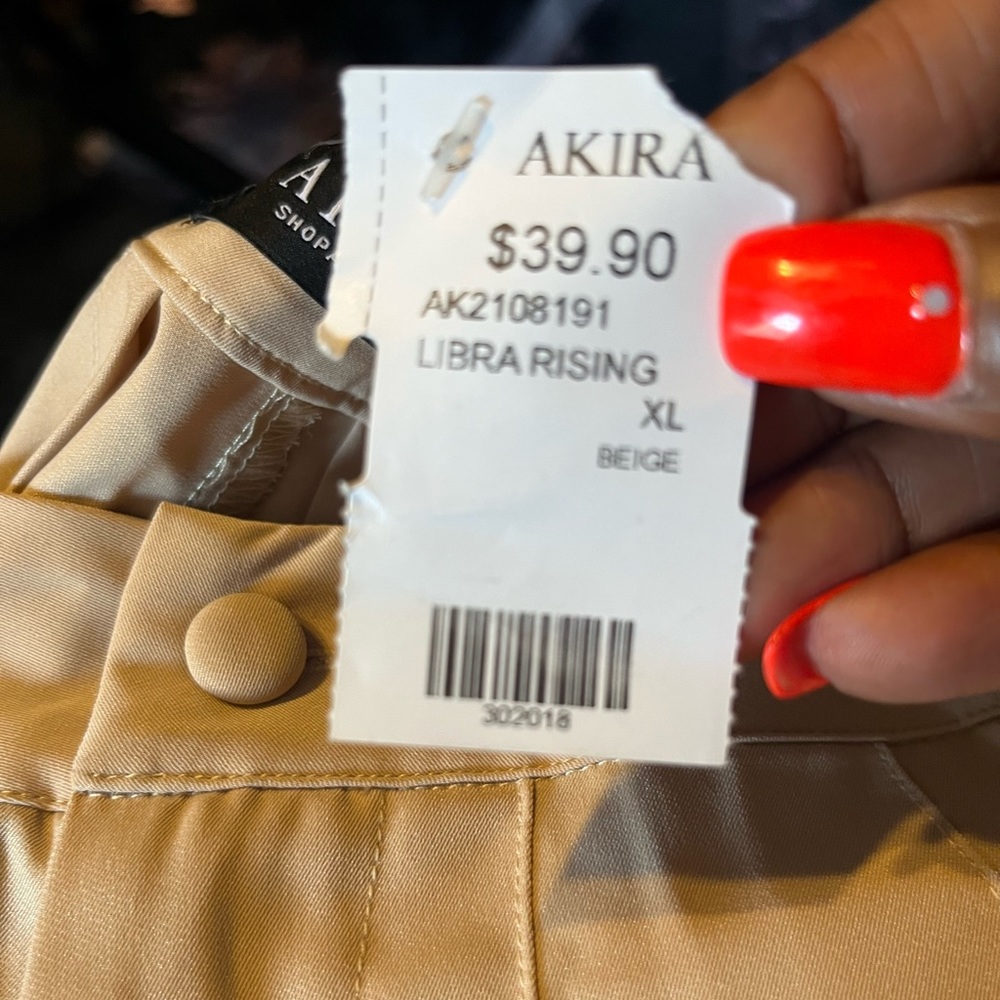 AKIRA
$39.90
AK2108191
LIBRA RISING
XL
BEIGE
302018